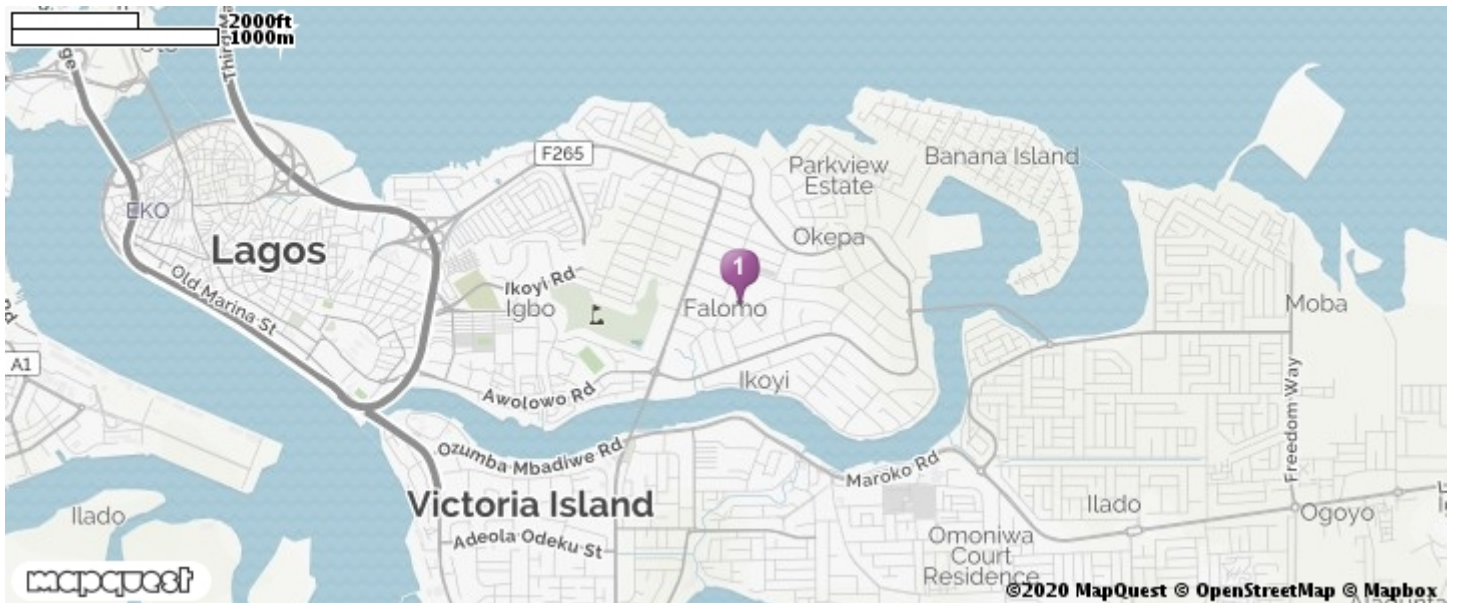 2000ft
1000m
F265
Parkview
Estate
Banana Island
EKO
Okepa
Lagos
1
Ikoyi Rd
Igbo
Falomo
Moba
Old Marina St
A1
Ikoyi
Awolowo Rd
Freedom Way
Ozumba Mbadiwe Rd
Maroko Rd
Victoria Island
Ilado
Ilado
Ogoyo
Adeola Odeku St
Omoniwa
Court
Residence
mapquest
©2020 MapQuest © OpenStreetMap © Mapbox